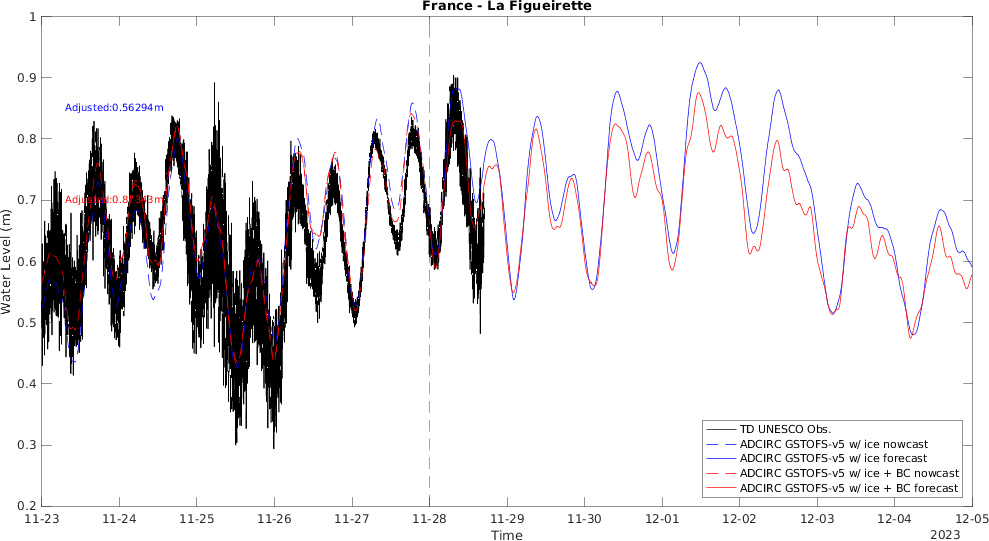 France - La Figueirette
Water Level (m)
1
0.9
0.8
0.7
0.6
0.5
0.4
0.3
0.2
Adjusted:0.56294m
TD UNESCO Obs.
ADCIRC GSTOFS-v5 w/ ice nowcast
ADCIRC GSTOFS-v5 w/ ice forecast
ADCIRC GSTOFS-v5 w/ ice + BC nowcast
ADCIRC GSTOFS-v5 w/ ice + BC forecast
11-23 11-24 11-25 11-26 11-27 11-28 11-29 11-30 12-01 12-02 12-03 12-04 12-05
Time
2023